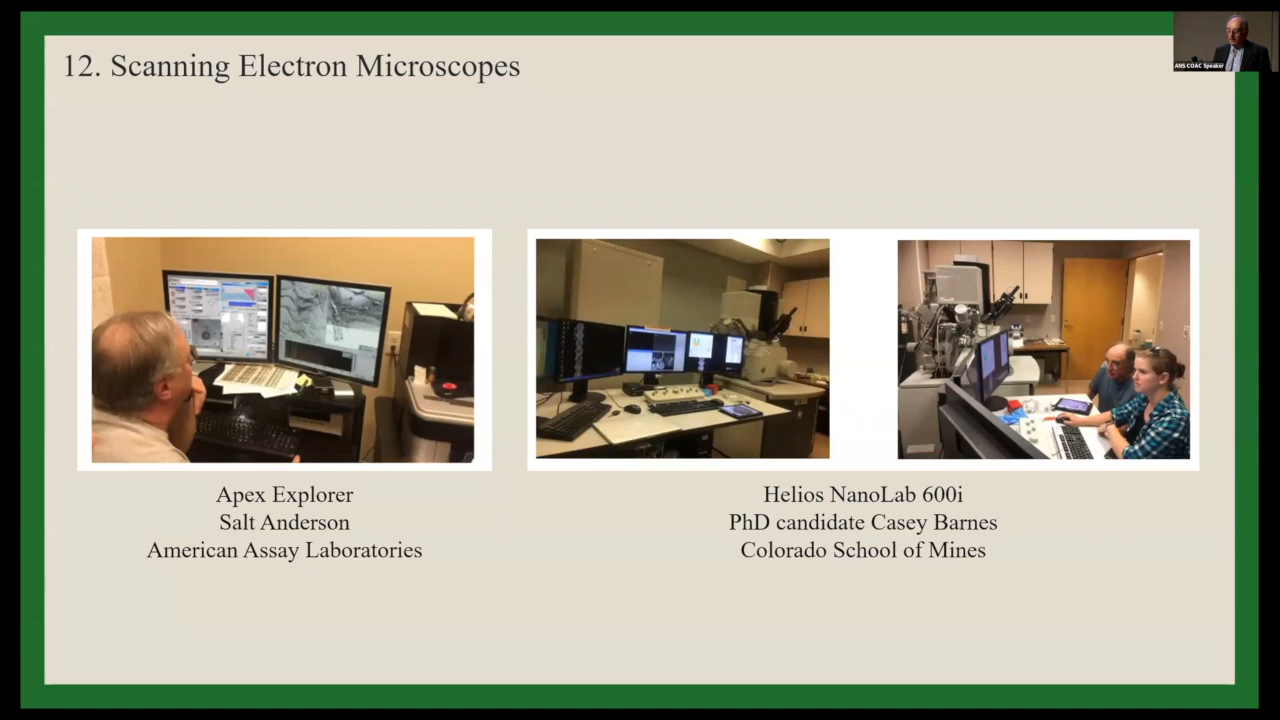 12. Scanning Electron Microscopes
ANS COAC Speaker
Apex Explorer
Salt Anderson
American Assay Laboratories
Helios NanoLab 600i
PhD candidate Casey Barnes
Colorado School of Mines